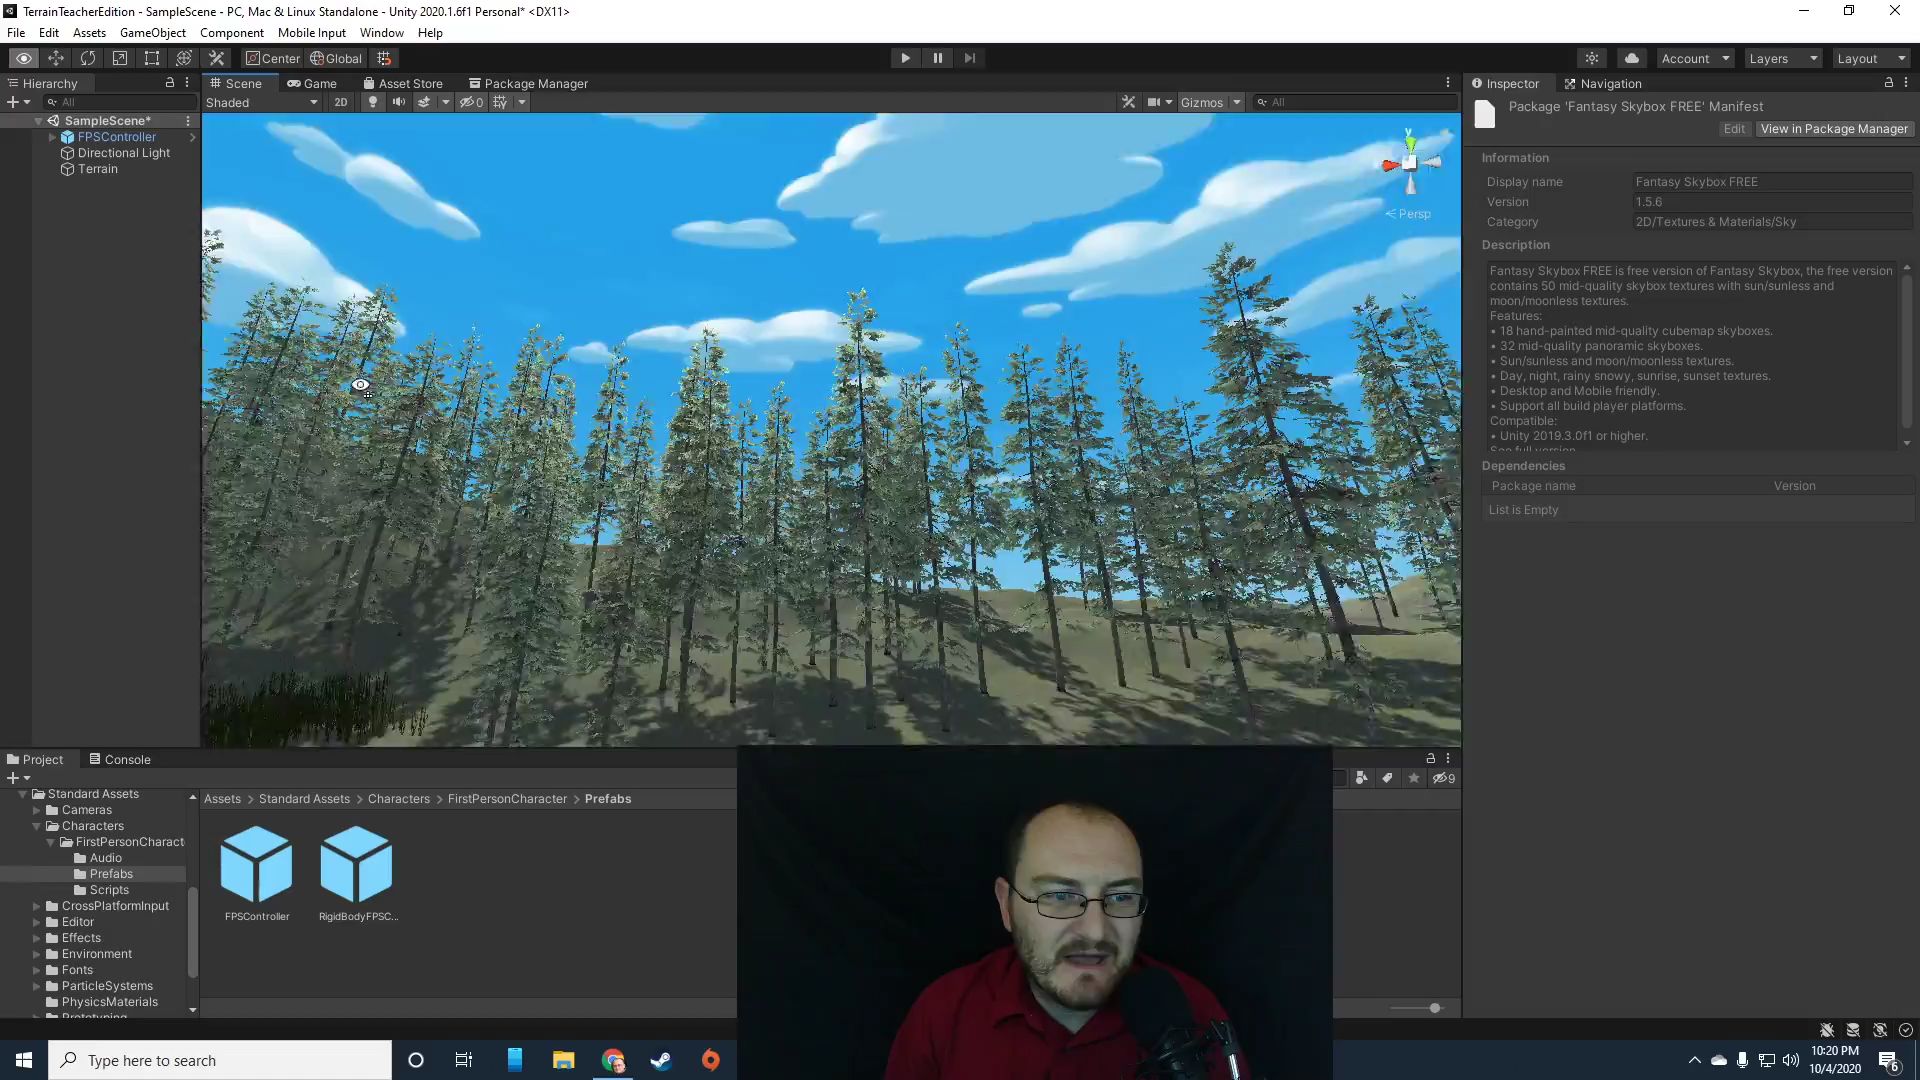 TerrainTeacherEdition - SampleScene - PC, Mac & Linux Standalone - Unity 2020.1.6f1 Personal* <DX11>
File Edit Assets GameObject Component Mobile Input Window Help
Center Global Account Layers Layout
Hierarchy Scene Game Asset Store Package Manager Inspector Navigation
All Shaded 2D 0 Gizmos All
SampleScene*
FPSController
Directional Light
Terrain
y
Persp
Package 'Fantasy Skybox FREE' Manifest
Edit View in Package Manager
Information
Display name Fantasy Skybox FREE
Version 1.5.6
Category 2D/Textures & Materials/Sky
Description
Fantasy Skybox FREE is free version of Fantasy Skybox, the free version
contains 50 mid-quality skybox textures with sun/sunless and
moon/moonless textures.
Features:
• 18 hand-painted mid-quality cubemap skyboxes.
• 32 mid-quality panoramic skyboxes.
• Sun/sunless and moon/moonless textures.
• Day, night, rainy snowy, sunrise, sunset textures.
• Desktop and Mobile friendly.
• Support all build player platforms.
Compatible:
• Unity 2019.3.0f1 or higher.
See full version
Dependencies
Package name Version
List is Empty
Project Console
9
Standard Assets
Cameras
Characters
FirstPersonCharact
Audio
Prefabs
Scripts
CrossPlatformInput
Editor
Effects
Environment
Fonts
ParticleSystems
PhysicsMaterials
Prototyping
Assets > Standard Assets > Characters > FirstPersonCharacter > Prefabs
FPSController RigidBodyFPSC...
Type here to search
10:20 PM
10/4/2020
6